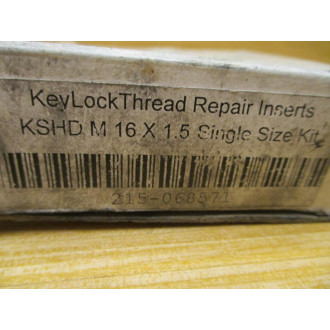 KeyLockThread Repair Inserts
KSHD M 16 X 1.5 Single Size Kit
215-068571